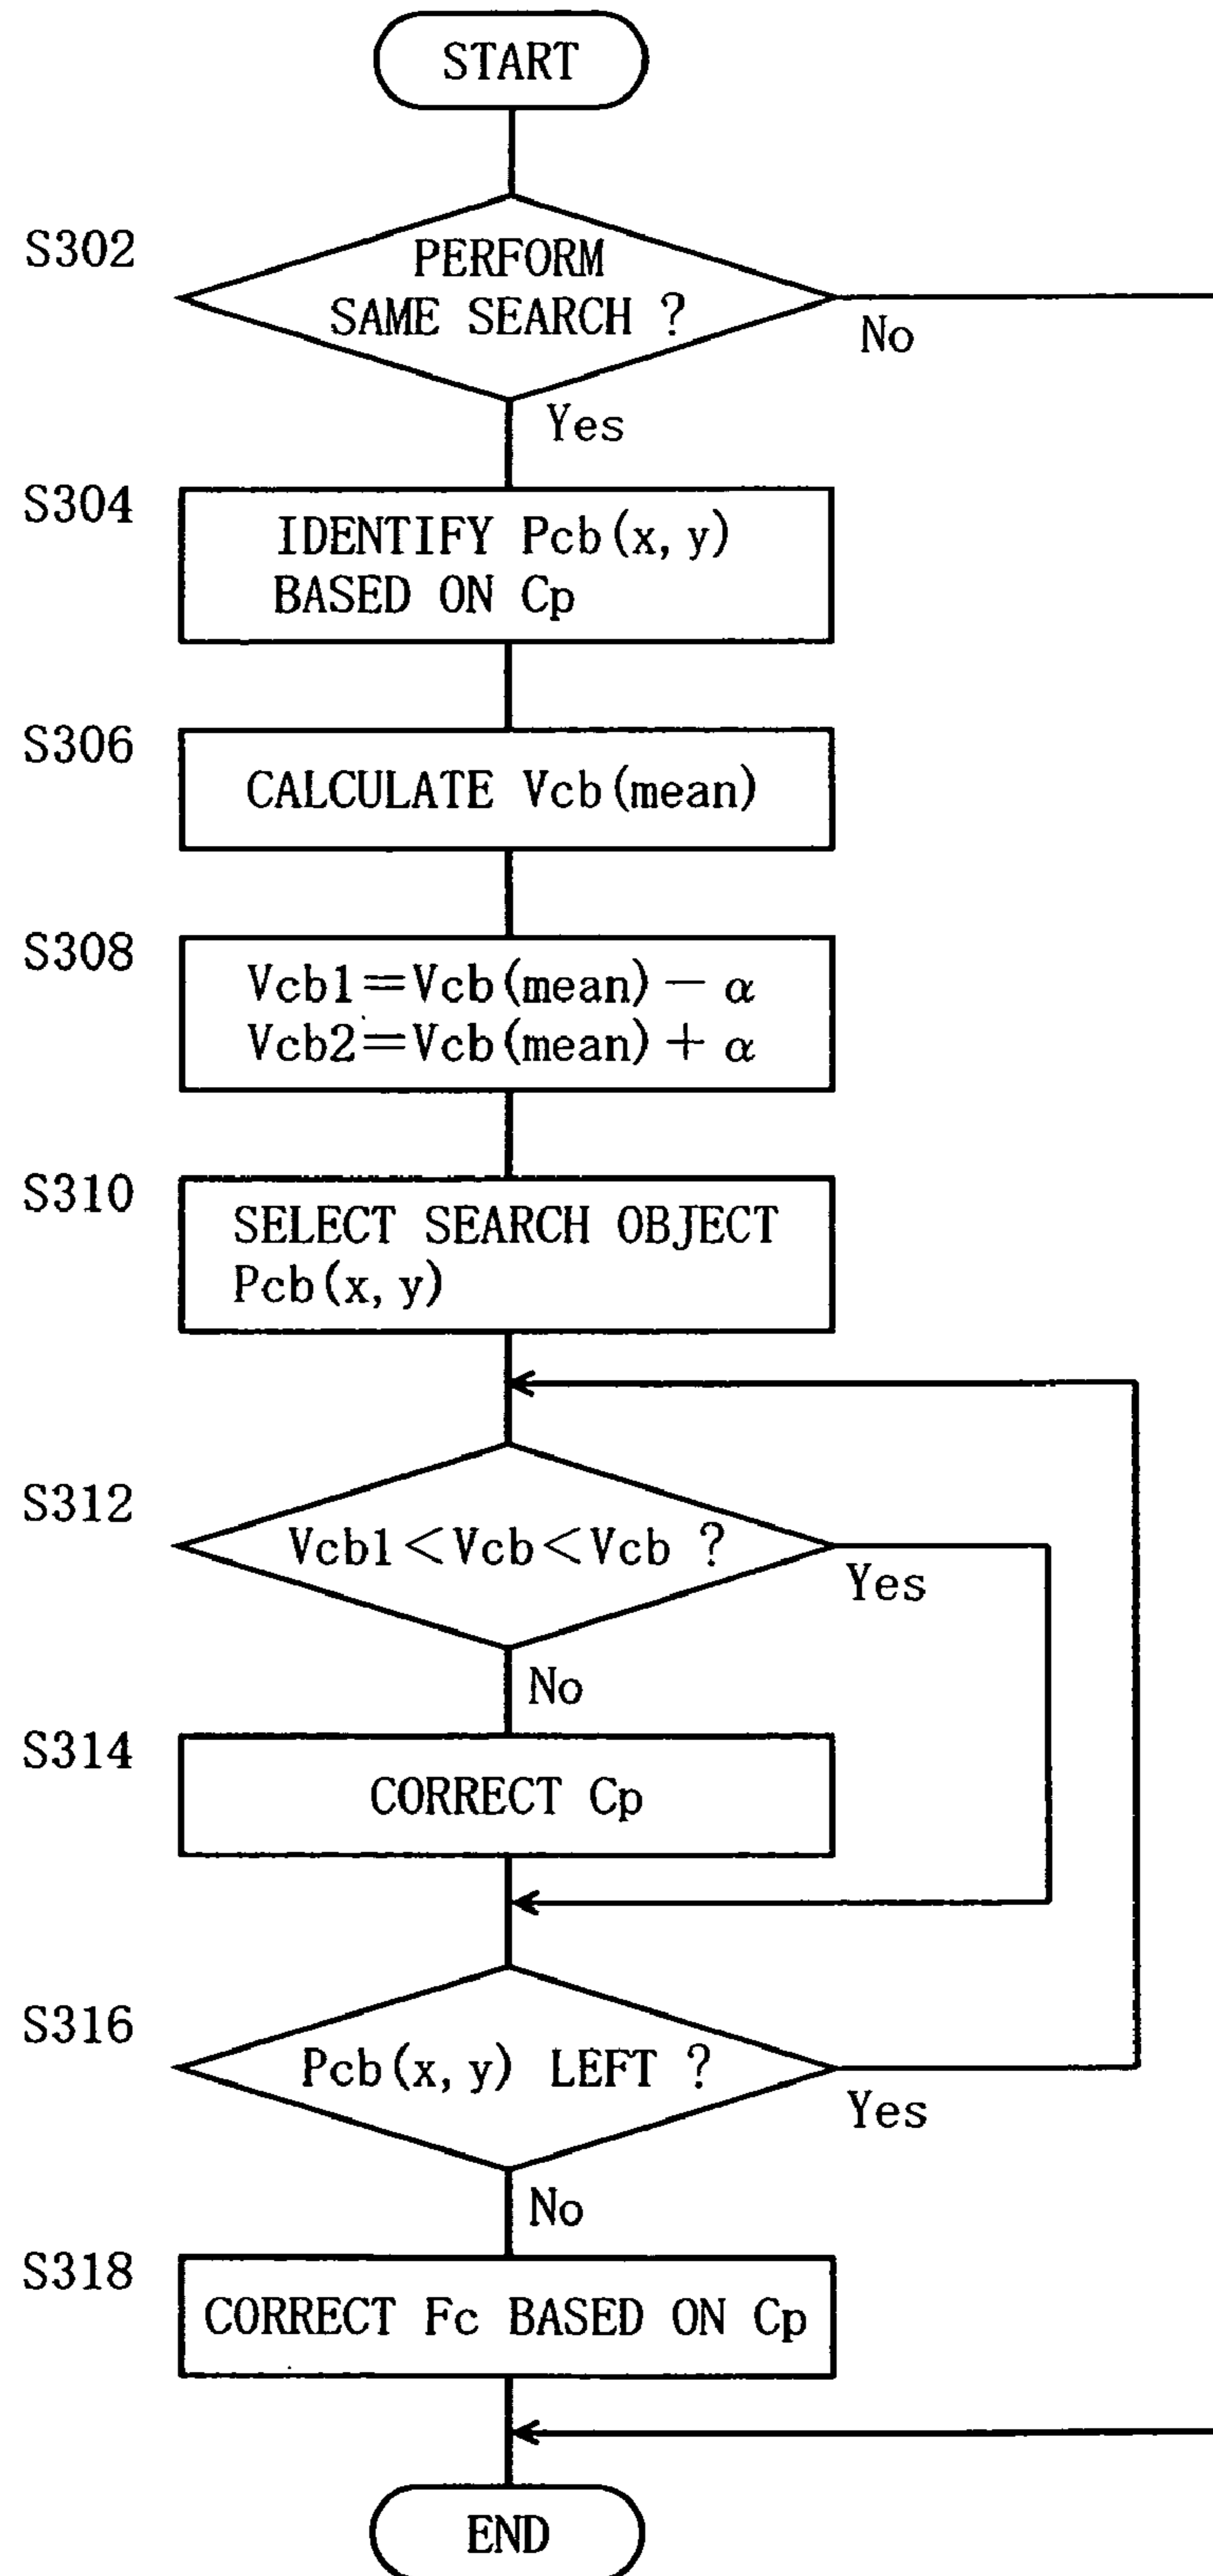 START
S302
PERFORM
SAME SEARCH ?
No
Yes
S304
IDENTIFY Pcb(x, y)
BASED ON Cp
S306
CALCULATE Vcb(mean)
S308
Vcb1=Vcb(mean)- α
Vcb2=Vcb(mean)+ α
S310
SELECT SEARCH OBJECT
Pcb(x, y)
S312
Vcb1<Vcb<Vcb ?
Yes
No
S314
CORRECT Cp
S316
Pcb(x, y) LEFT ?
Yes
No
S318
CORRECT Fc BASED ON Cp
END